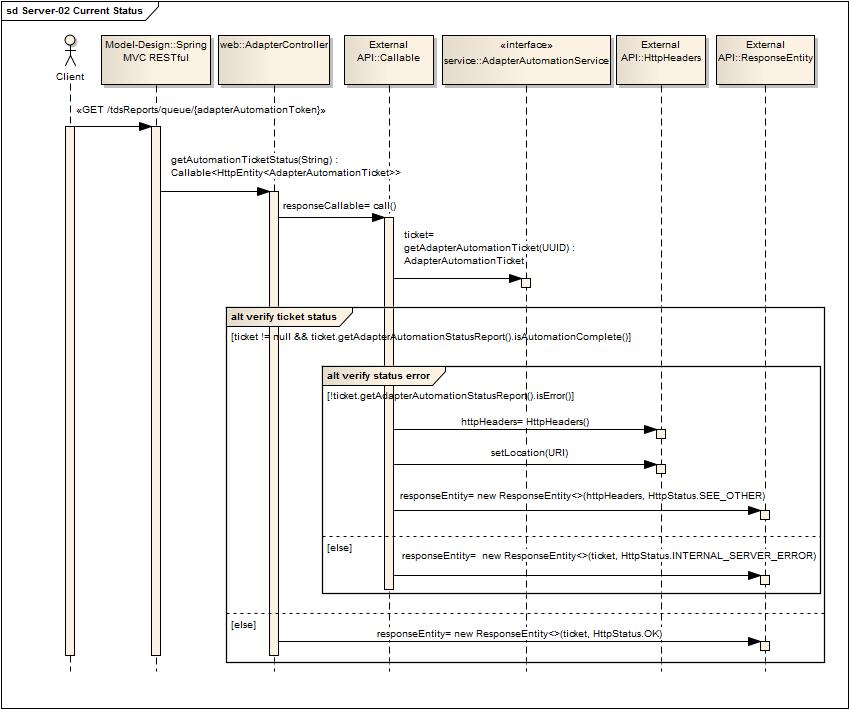 sd Server-02 Current Status
Client
Model-Design::Spring
MVC RESTful
web::AdapterController
External
API::Callable
«interface»
service::AdapterAutomationService
External
API::HttpHeaders
External
API::ResponseEntity
«GET /tdsReports/queue/{adapterAutomationToken}»
getAutomationTicketStatus(String) :
Callable<HttpEntity<AdapterAutomationTicket>>
responseCallable= call()
ticket=
getAdapterAutomationTicket(UUID) :
AdapterAutomationTicket
alt verify ticket status
[ticket != null && ticket.getAdapterAutomationStatusReport().isAutomationComplete()]
alt verify status error
[!ticket.getAdapterAutomationStatusReport().isError()]
httpHeaders= HttpHeaders()
setLocation(URI)
responseEntity= new ResponseEntity<>(httpHeaders, HttpStatus.SEE_OTHER)
[else]
responseEntity=  new ResponseEntity<>(ticket, HttpStatus.INTERNAL_SERVER_ERROR)
[else]
responseEntity= new ResponseEntity<>(ticket, HttpStatus.OK)